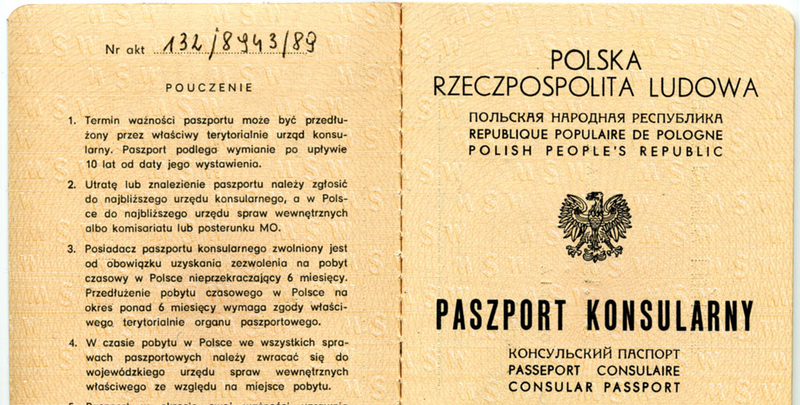 Nr akt 132/8943/89
POUCZENIE
1. Termin ważności paszportu może być przedłu-
żony przez właściwy terytorialnie urząd konsu-
larny. Paszport podlega wymianie po upływie
10 lat od daty jego wystawienia.
2. Utratę lub znalezienie paszportu należy zgłosić
do najbliższego urzędu konsularnego, a w Pols-
ce do najbliższego urzędu spraw wewnętrznych
albo komisariatu lub posterunku MO.
3. Posiadacz paszportu konsularnego zwolniony jest
od obowiązku uzyskania zezwolenia na pobyt
czasowy w Polsce nieprzekraczający 6 miesięcy.
Przedłużenie pobytu czasowego w Polsce na
okres ponad 6 miesięcy wymaga zgody właści-
wego terytorialnie organu paszportowego.
4. W czasie pobytu w Polsce we wszystkich spra-
wach paszportowych należy zwracać się do
wojewódzkiego urzędu spraw wewnętrznych
właściwego ze względu na miejsce pobytu.
POLSKA
RZECZPOSPOLITA LUDOWA
ПОЛЬСКАЯ НАРОДНАЯ РЕСПУБЛИКА
REPUBLIQUE POPULAIRE DE POLOGNE
POLISH PEOPLE'S REPUBLIC
PASZPORT KONSULARNY
КОНСУЛЬСКИЙ ПАСПОРТ
PASSEPORT CONSULAIRE
CONSULAR PASSPORT